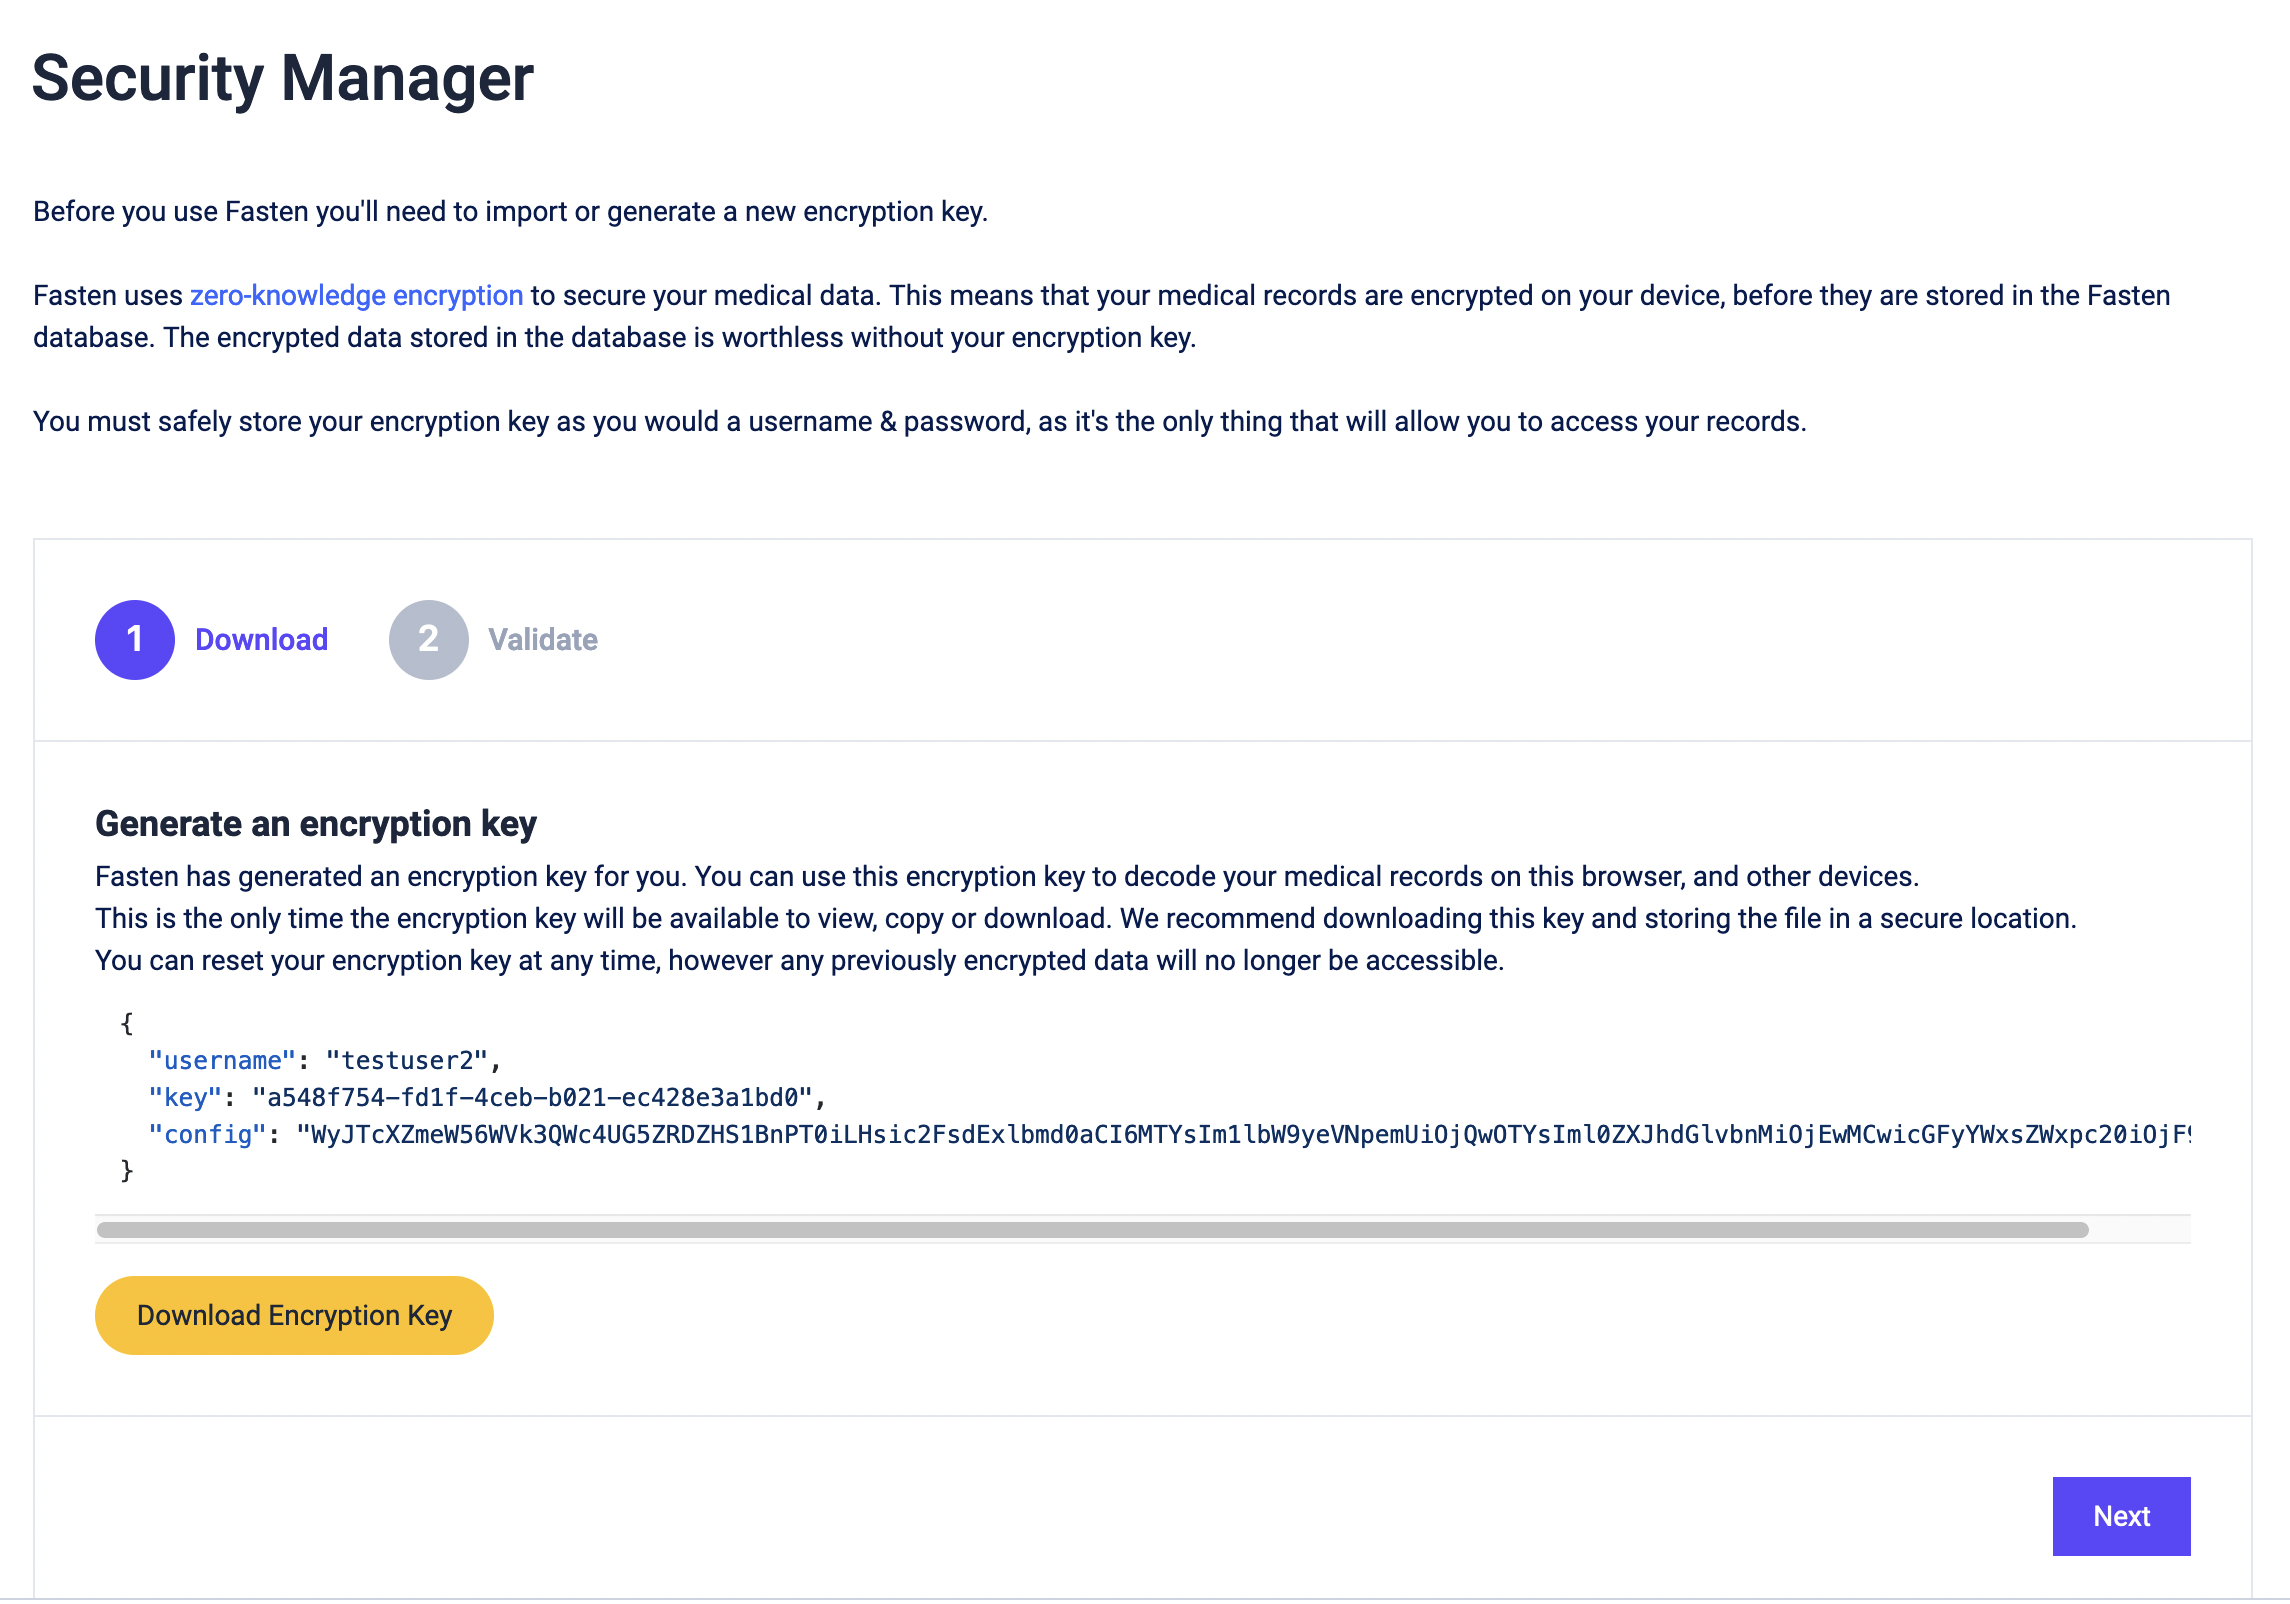 Security Manager
Before you use Fasten you'll need to import or generate a new encryption key.
Fasten uses zero-knowledge encryption to secure your medical data. This means that your medical records are encrypted on your device, before they are stored in the Fasten
database. The encrypted data stored in the database is worthless without your encryption key.
You must safely store your encryption key as you would a username & password, as it's the only thing that will allow you to access your records.
1 Download 2 Validate
Generate an encryption key
Fasten has generated an encryption key for you. You can use this encryption key to decode your medical records on this browser, and other devices.
This is the only time the encryption key will be available to view, copy or download. We recommend downloading this key and storing the file in a secure location.
You can reset your encryption key at any time, however any previously encrypted data will no longer be accessible.
{
"username": "testuser2",
"key": "a548f754-fd1f-4ceb-b021-ec428e3a1bd0",
"config": "WyJTcXZmeW56WVk3QWc4UG5ZRDZHS1BnPT0iLHsic2FsdExlbmd0aCI6MTYsIm1lbW9yeVNpemUiOjQwOTYsIml0ZXJhdGlvbnMiOjEwMCwicGFyYWxsZWxpc20iOjF9
}
Download Encryption Key
Next